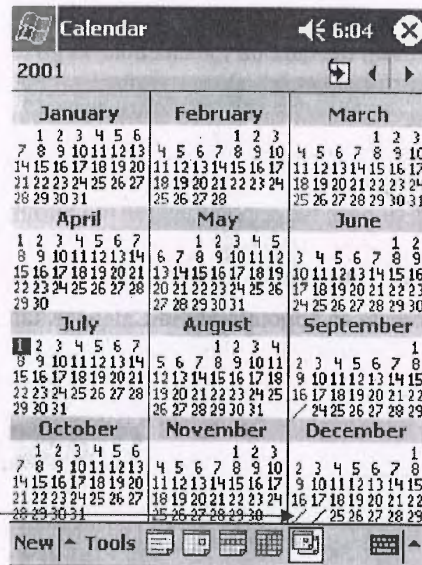 Calendar 6:04
2001
January February March
1 2 3 4 5 6 1 2 3 1 2 3
7 8 9 10 11 12 13 4 5 6 7 8 9 10 4 5 6 7 8 9 10
14 15 16 17 18 19 20 11 12 13 14 15 16 17 11 12 13 14 15 16 17
21 22 23 24 25 26 27 18 19 20 21 22 23 24 18 19 20 21 22 23 24
28 29 30 31 25 26 27 28 25 26 27 28 29 30 31
April May June
1 2 3 4 5 6 7 1 2 3 4 5 1 2
8 9 10 11 12 13 14 6 7 8 9 10 11 12 3 4 5 6 7 8 9
15 16 17 18 19 20 21 13 14 15 16 17 18 19 10 11 12 13 14 15 16
22 23 24 25 26 27 28 20 21 22 23 24 25 26 17 18 19 20 21 22 23
29 30 27 28 29 30 31 24 25 26 27 28 29 30
July August September
1 2 3 4 5 6 7 1 2 3 4 1
8 9 10 11 12 13 14 5 6 7 8 9 10 11 2 3 4 5 6 7 8
15 16 17 18 19 20 21 12 13 14 15 16 17 18 9 10 11 12 13 14 15
22 23 24 25 26 27 28 19 20 21 22 23 24 25 16 17 18 19 20 21 22
29 30 31 26 27 28 29 30 31 / 24 25 26 27 28 29
October November December
1 2 3 4 5 6 1 2 3 1
7 8 9 10 11 12 13 4 5 6 7 8 9 10 2 3 4 5 6 7 8
14 15 16 17 18 19 20 11 12 13 14 15 16 17 9 10 11 12 13 14 15
21 22 23 24 25 26 27 18 19 20 21 22 23 24 16 17 18 19 20 21 22
28 29 30 31 25 26 27 28 29 30 / / 25 26 27 28 29
New Tools